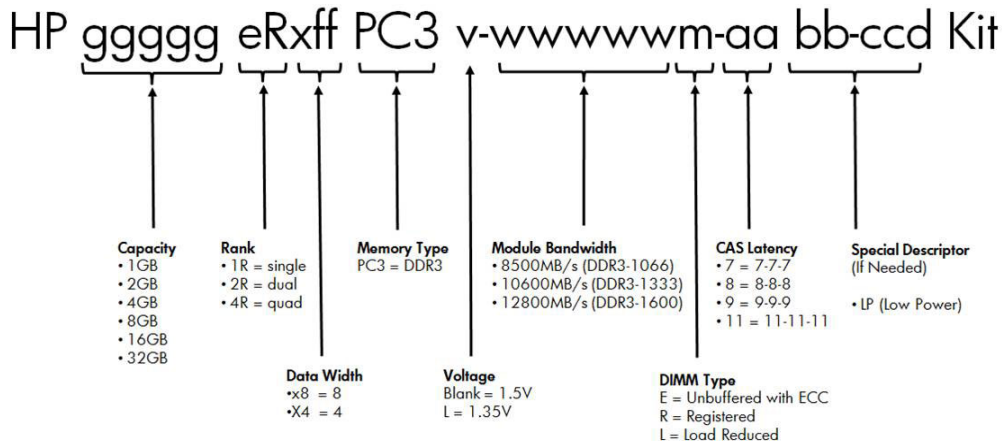 HP ggggg eRxff PC3 v-wwwwwm-aa bb-ccd Kit
Capacity
• 1GB
• 2GB
• 4GB
• 8GB
• 16GB
• 32GB
Rank
• 1R = single
• 2R = dual
• 4R = quad
Memory Type
PC3 = DDR3
Module Bandwidth
• 8500MB/s (DDR3-1066)
• 10600MB/s (DDR3-1333)
• 12800MB/s (DDR3-1600)
CAS Latency
• 7 = 7-7-7
• 8 = 8-8-8
• 9 = 9-9-9
• 11 = 11-11-11
Special Descriptor
(If Needed)
• LP (Low Power)
Data Width
•x8 = 8
•X4 = 4
Voltage
Blank = 1.5V
L = 1.35V
DIMM Type
E = Unbuffered with ECC
R = Registered
L = Load Reduced